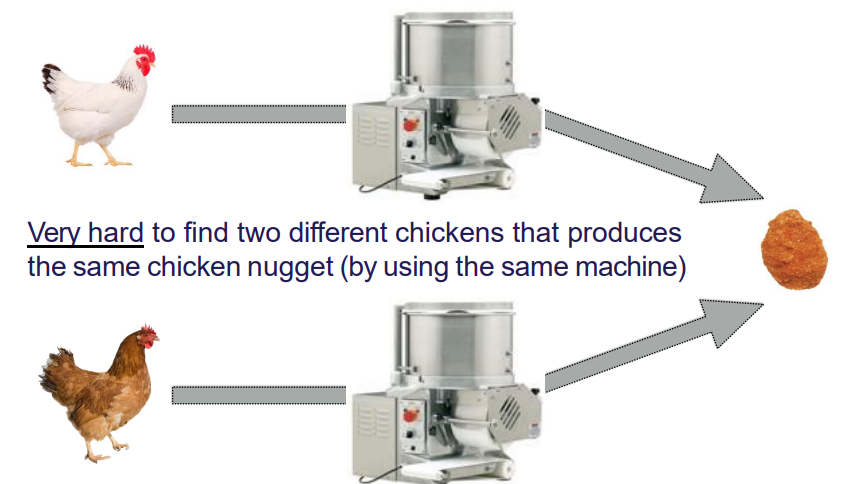 Very hard to find two different chickens that produces
the same chicken nugget (by using the same machine)